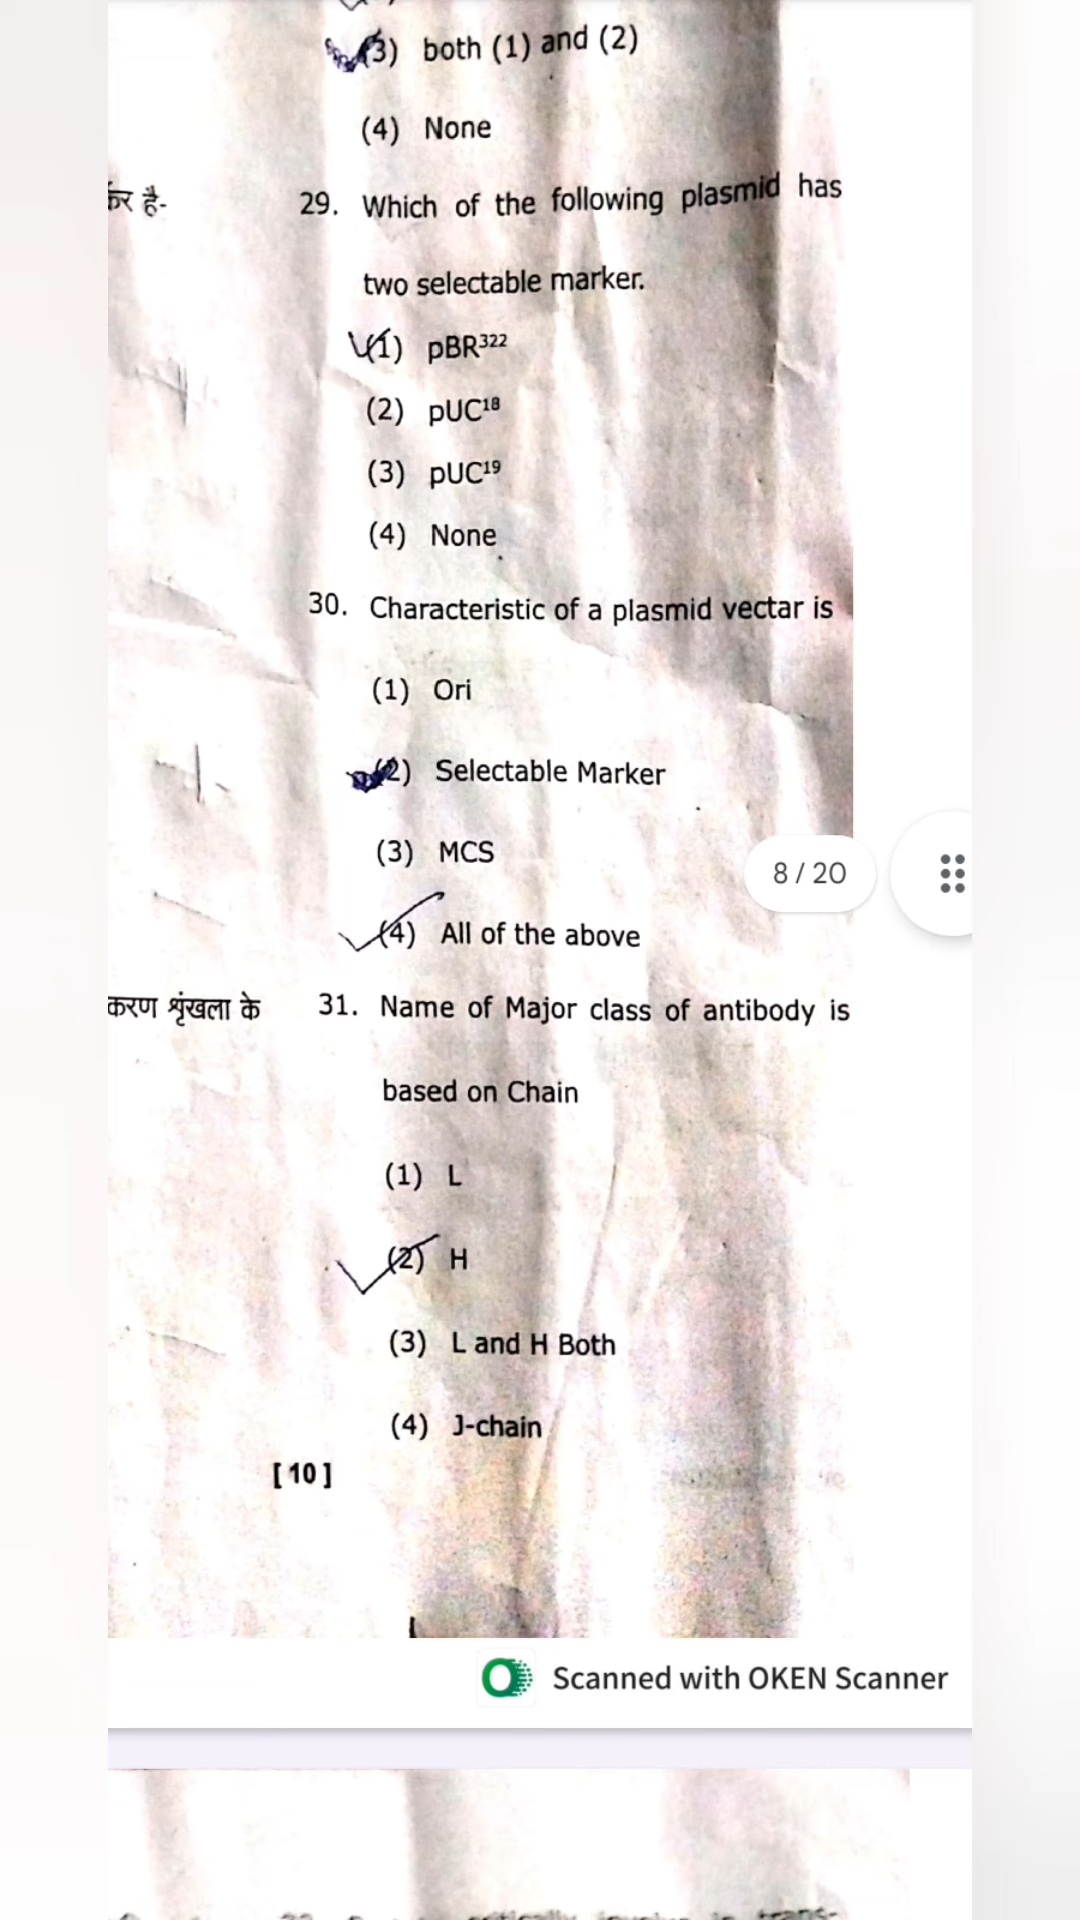 (3) both (1) and (2)
(4) None
कर है-
29. Which of the following plasmid has
two selectable marker.
(1) pBR³²²
(2) pUC¹⁸
(3) pUC¹⁹
(4) None
30. Characteristic of a plasmid vectar is
(1) Ori
(2) Selectable Marker
(3) MCS
8 / 20
(4) All of the above
करण शृंखला के
31. Name of Major class of antibody is
based on Chain
(1) L
(2) H
(3) L and H Both
(4) J-chain
[ 10 ]
Scanned with OKEN Scanner